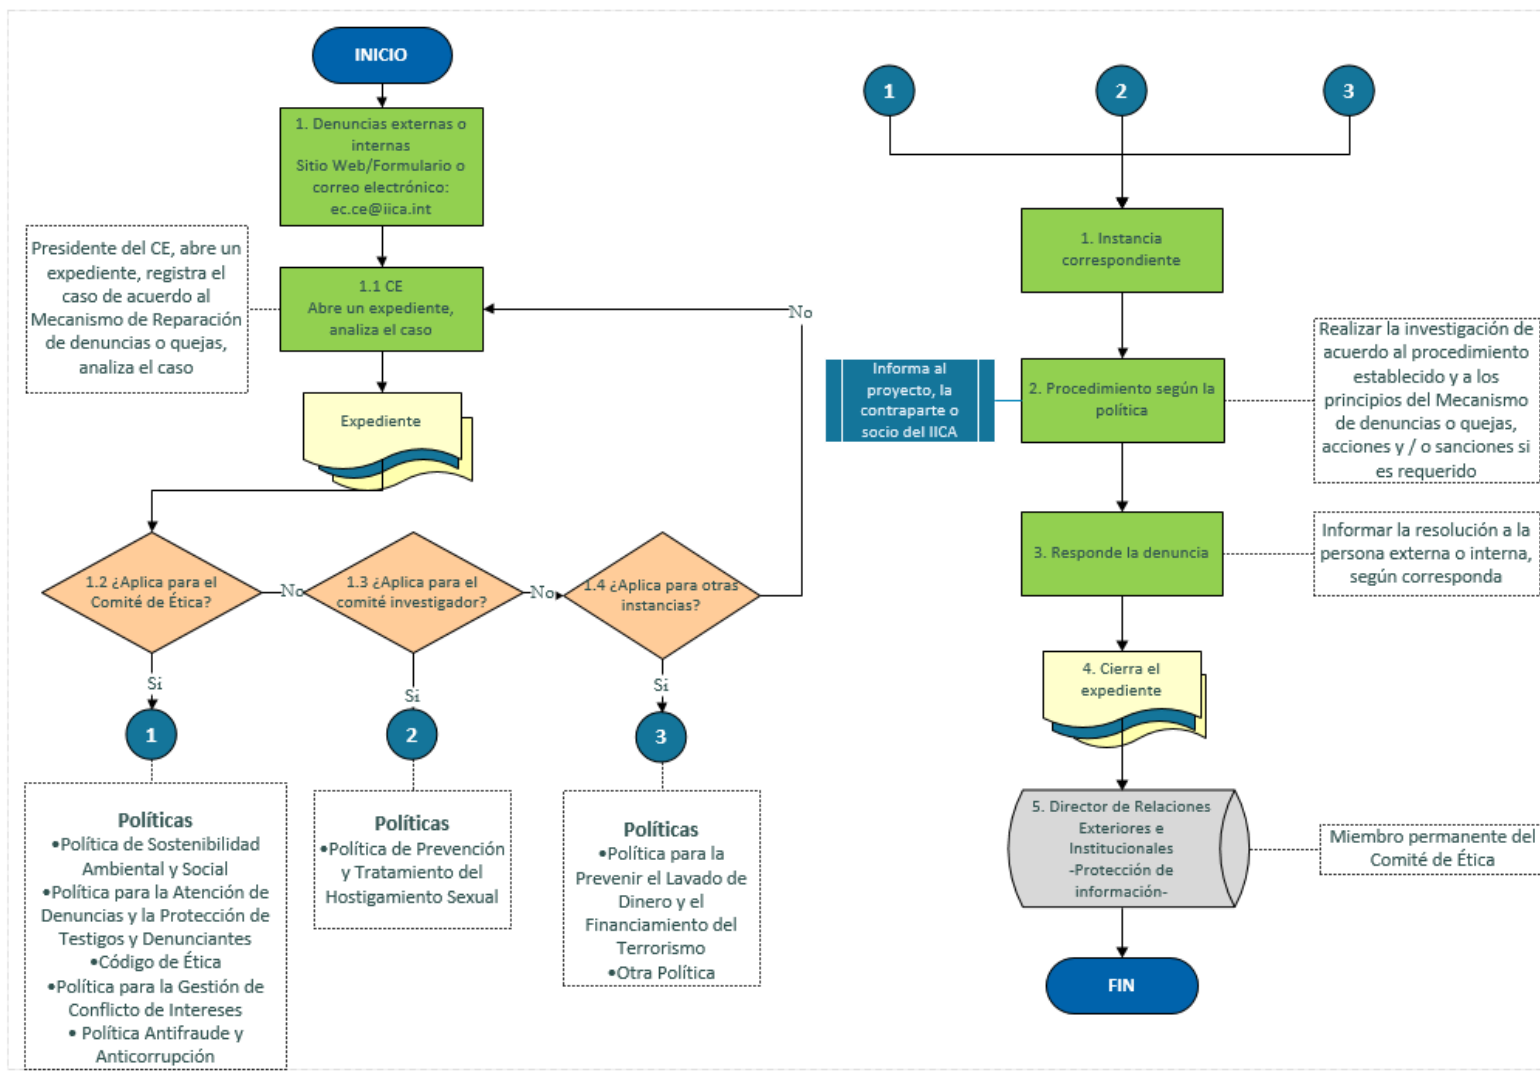 INICIO
1. Denuncias externas o
internas
Sitio Web/Formulario o
correo electrónico:
ec.ce@iica.int
Presidente del CE, abre un
expediente, registra el
caso de acuerdo al
Mecanismo de Reparación
de denuncias o quejas,
analiza el caso
1.1 CE
Abre un expediente,
analiza el caso
No
Expediente
1.2 ¿Aplica para el
Comité de Ética?
No
1.3 ¿Aplica para el
comité investigador?
No
1.4 ¿Aplica para otras
instancias?
Si
Si
Si
1
2
3
Políticas
•Política de Sostenibilidad
Ambiental y Social
•Política para la Atención de
Denuncias y la Protección de
Testigos y Denunciantes
•Código de Ética
•Política para la Gestión de
Conflicto de Intereses
• Política Antifraude y
Anticorrupción
Políticas
•Política de Prevención
y Tratamiento del
Hostigamiento Sexual
Políticas
•Política para la
Prevenir el Lavado de
Dinero y el
Financiamiento del
Terrorismo
•Otra Política
1
2
3
1. Instancia
correspondiente
Informa al
proyecto, la
contraparte o
socio del IICA
2. Procedimiento según la
política
Realizar la investigación de
acuerdo al procedimiento
establecido y a los
principios del Mecanismo
de denuncias o quejas,
acciones y / o sanciones si
es requerido
3. Responde la denuncia
Informar la resolución a la
persona externa o interna,
según corresponda
4. Cierra el
expediente
5. Director de Relaciones
Exteriores e
Institucionales
-Protección de
información-
Miembro permanente del
Comité de Ética
FIN